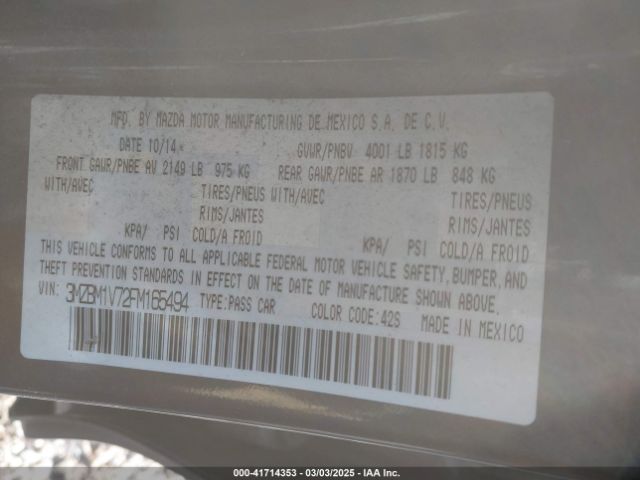 MFD. BY MAZDA MOTOR MANUFACTURING DE MEXICO S.A. DE C.V.
DATE 10/14 GVWR/PNBV 4001 LB 1815 KG
FRONT GAWR/PNBE AV 2149 LB 975 KG REAR GAWR/PNBE AR 1870 LB 848 KG
WITH/AVEC TIRES/PNEUS WITH/AVEC TIRES/PNEUS
RIMS/JANTES RIMS/JANTES
KPA/ PSI COLD/A FROID KPA/ PSI COLD/A FROID
THIS VEHICLE CONFORMS TO ALL APPLICABLE FEDERAL MOTOR VEHICLE SAFETY, BUMPER, AND
THEFT PREVENTION STANDARDS IN EFFECT ON THE DATE OF MANUFACTURE SHOWN ABOVE.
VIN: 3MZBM1V72FM165494 TYPE:PASS CAR COLOR CODE:42S MADE IN MEXICO
000-41714353 - 03/03/2025 - IAA Inc.